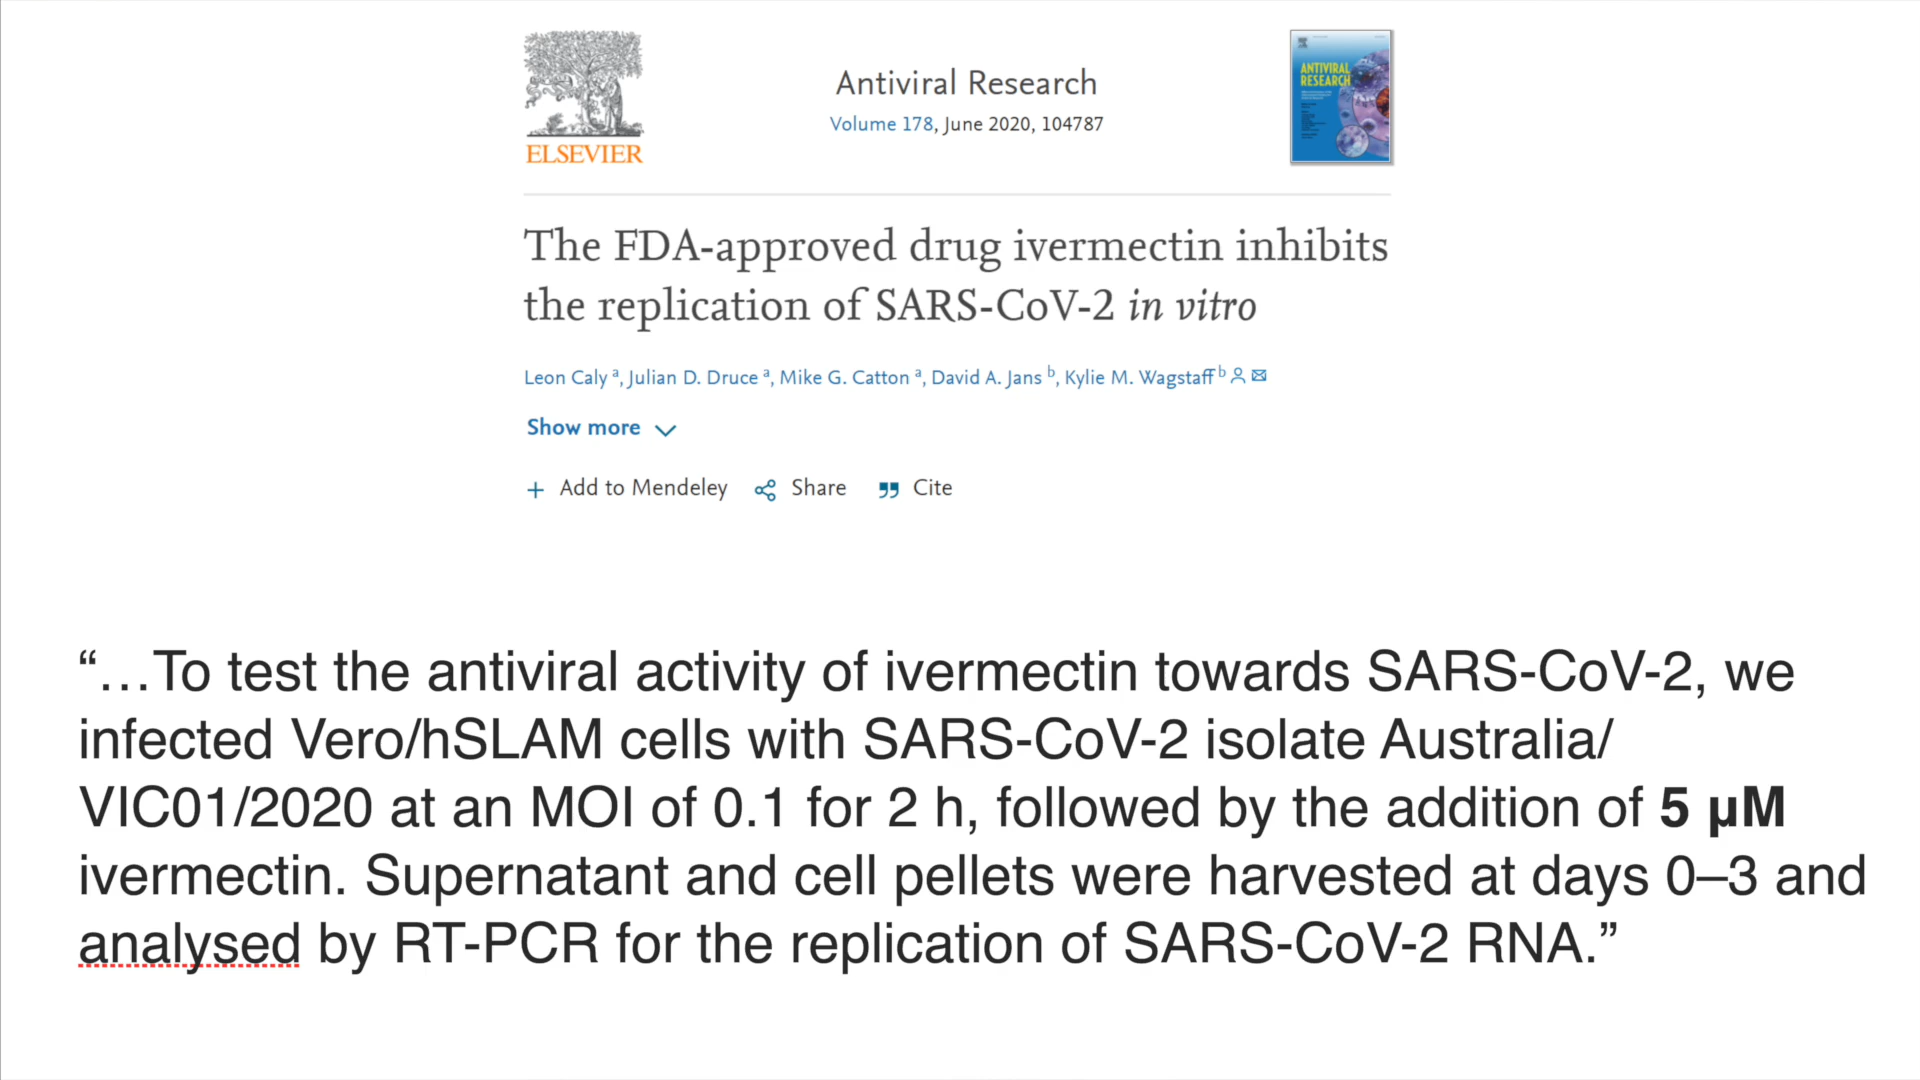 ELSEVIER
Antiviral Research
Volume 178, June 2020, 104787
ANTIVIRAL
RESEARCH
The FDA-approved drug ivermectin inhibits
the replication of SARS-CoV-2 in vitro
Leon Caly a, Julian D. Druce a, Mike G. Catton a, David A. Jans b, Kylie M. Wagstaff b
Show more
Add to Mendeley Share Cite
“…To test the antiviral activity of ivermectin towards SARS-CoV-2, we
infected Vero/hSLAM cells with SARS-CoV-2 isolate Australia/
VIC01/2020 at an MOI of 0.1 for 2 h, followed by the addition of 5 µM
ivermectin. Supernatant and cell pellets were harvested at days 0–3 and
analysed by RT-PCR for the replication of SARS-CoV-2 RNA.”